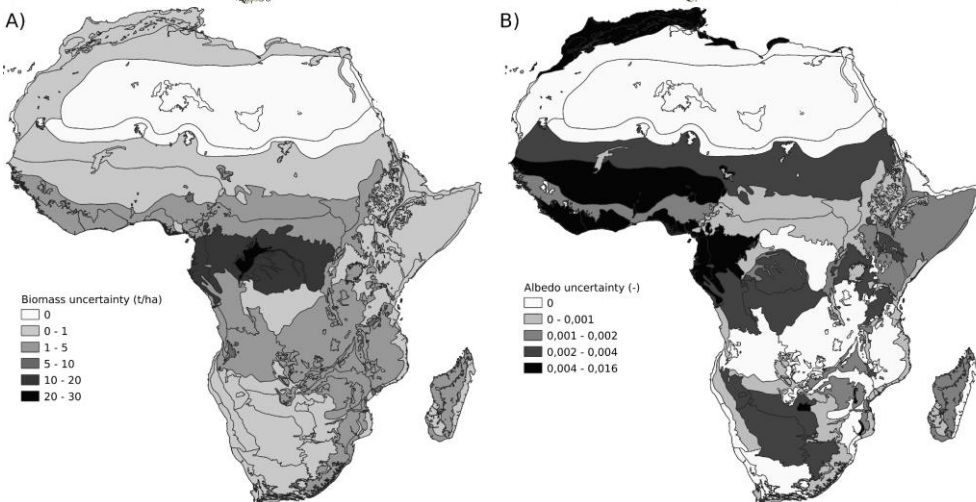 A)
B)
Biomass uncertainty (t/ha)
0
0 - 1
1 - 5
5 - 10
10 - 20
20 - 30
Albedo uncertainty (-)
0
0 - 0,001
0,001 - 0,002
0,002 - 0,004
0,004 - 0,016